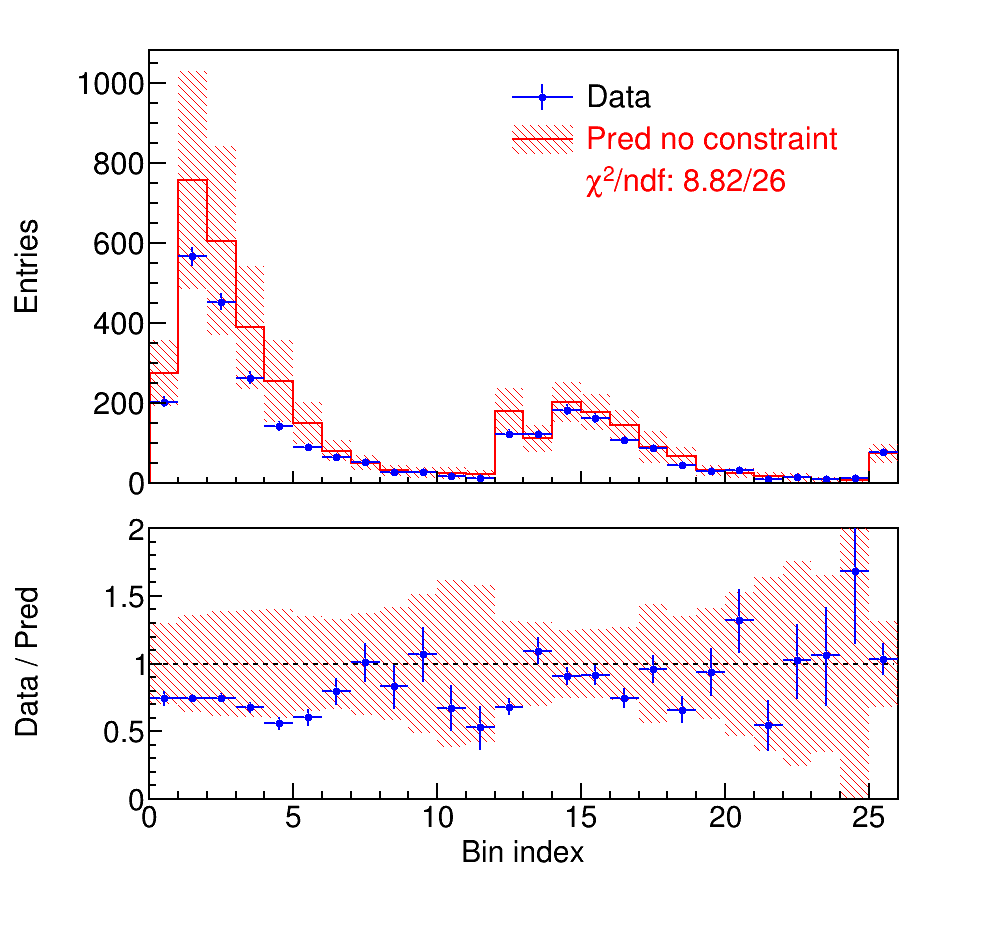 1000
800
600
400
200
0
Entries
Data
Pred no constraint
χ²/ndf: 8.82/26
2
1.5
1
0.5
0
Data / Pred
0 5 10 15 20 25
Bin index